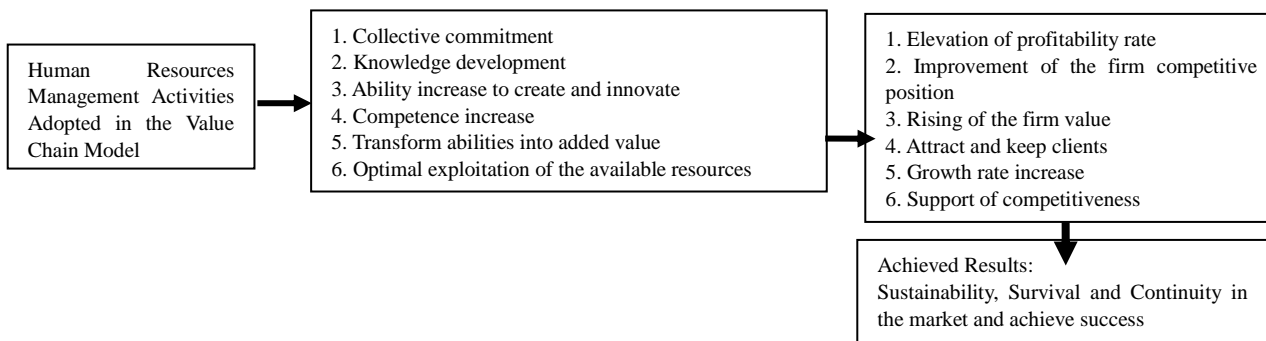 Human Resources
Management Activities
Adopted in the Value
Chain Model
1. Collective commitment
2. Knowledge development
3. Ability increase to create and innovate
4. Competence increase
5. Transform abilities into added value
6. Optimal exploitation of the available resources
1. Elevation of profitability rate
2. Improvement of the firm competitive
position
3. Rising of the firm value
4. Attract and keep clients
5. Growth rate increase
6. Support of competitiveness
Achieved Results:
Sustainability, Survival and Continuity in
the market and achieve success